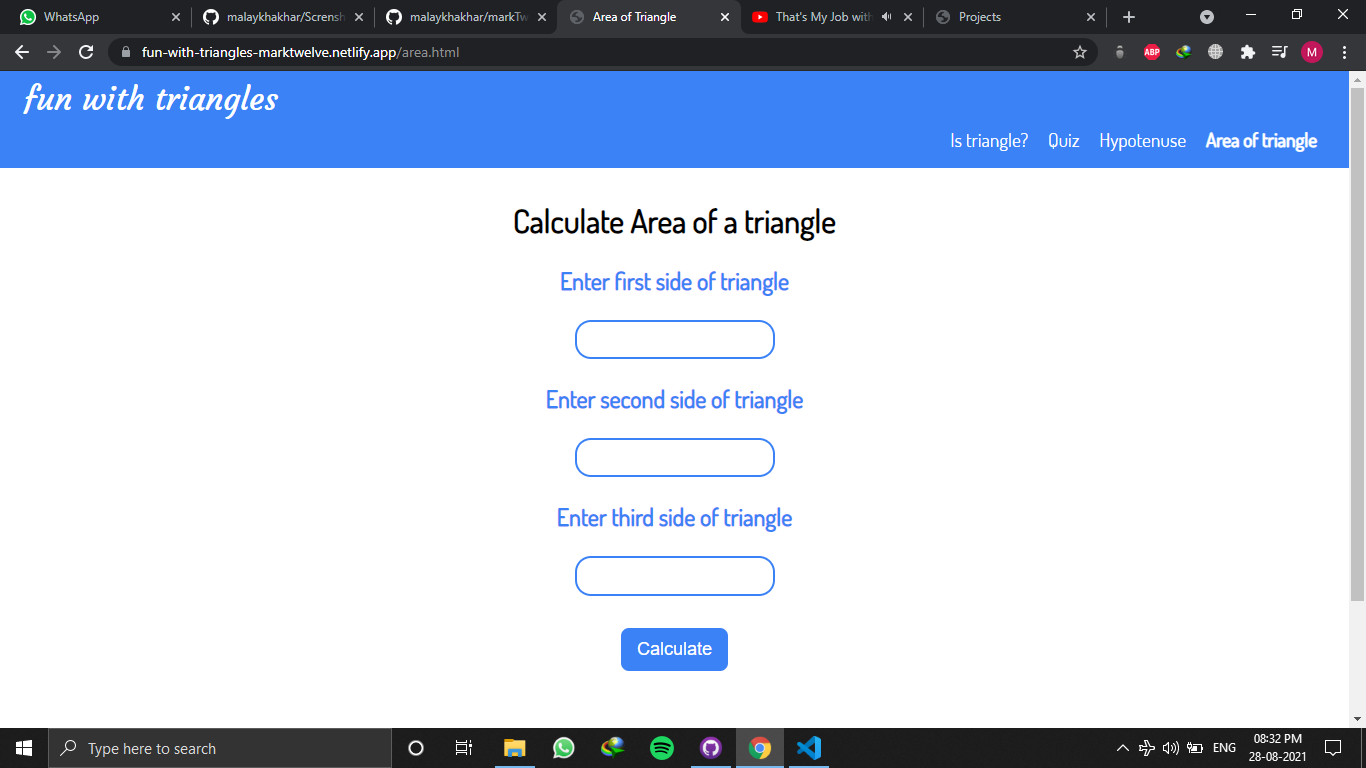 WhatsApp
malaykhakhar/Scrensh
malaykhakhar/markTw
Area of Triangle
That's My Job with
Projects
fun-with-triangles-marktwelve.netlify.app/area.html
ABP
M
fun with triangles
Is triangle? Quiz Hypotenuse Area of triangle
Calculate Area of a triangle
Enter first side of triangle
Enter second side of triangle
Enter third side of triangle
Calculate
Type here to search
ENG
08:32 PM
28-08-2021